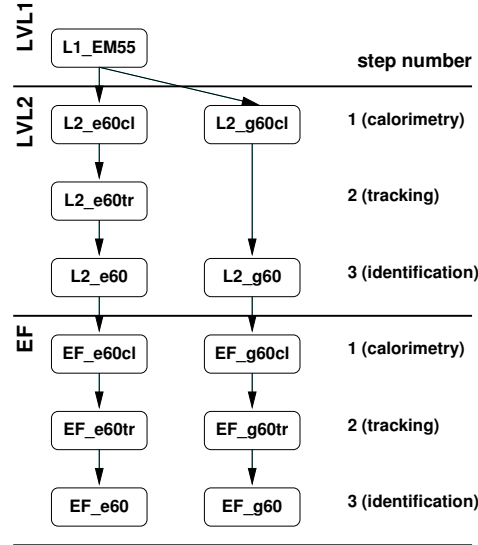 LVL1
L1_EM55
step number
LVL2
L2_e60cl
L2_g60cl
1 (calorimetry)
L2_e60tr
2 (tracking)
L2_e60
L2_g60
3 (identification)
EF
EF_e60cl
EF_g60cl
1 (calorimetry)
EF_e60tr
EF_g60tr
2 (tracking)
EF_e60
EF_g60
3 (identification)